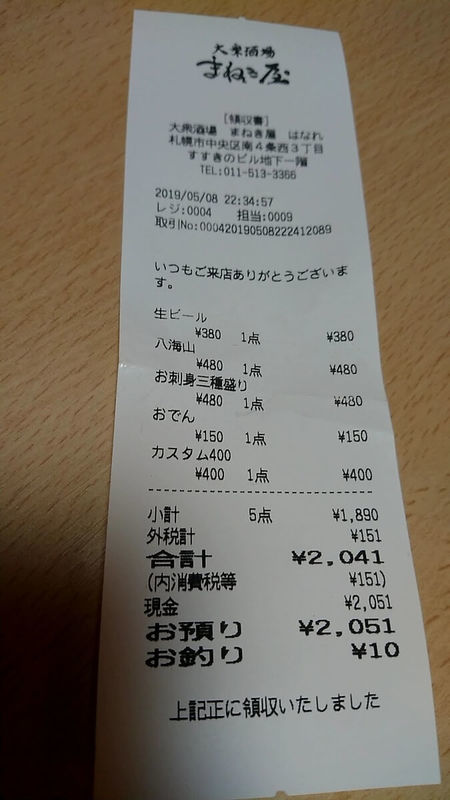 大衆酒場
まねき屋
[領収書]
大衆酒場 まねき屋 はなれ
札幌市中央区南4条西3丁目
すすきのビル地下一階
TEL:011-513-3366
2019/05/08 22:34:57
レジ:0004 担当:0009
取引No:000420190508222412089
いつもご来店ありがとうございま
す。
生ビール
¥380 1点 ¥380
八海山
¥480 1点 ¥480
お刺身三種盛り
¥480 1点 ¥480
おでん
¥150 1点 ¥150
カスタム400
¥400 1点 ¥400
小計 5点 ¥1,890
外税計 ¥151
合計 ¥2,041
(内消費税等 ¥151)
現金 ¥2,051
お預り ¥2,051
お釣り ¥10
上記正に領収いたしました